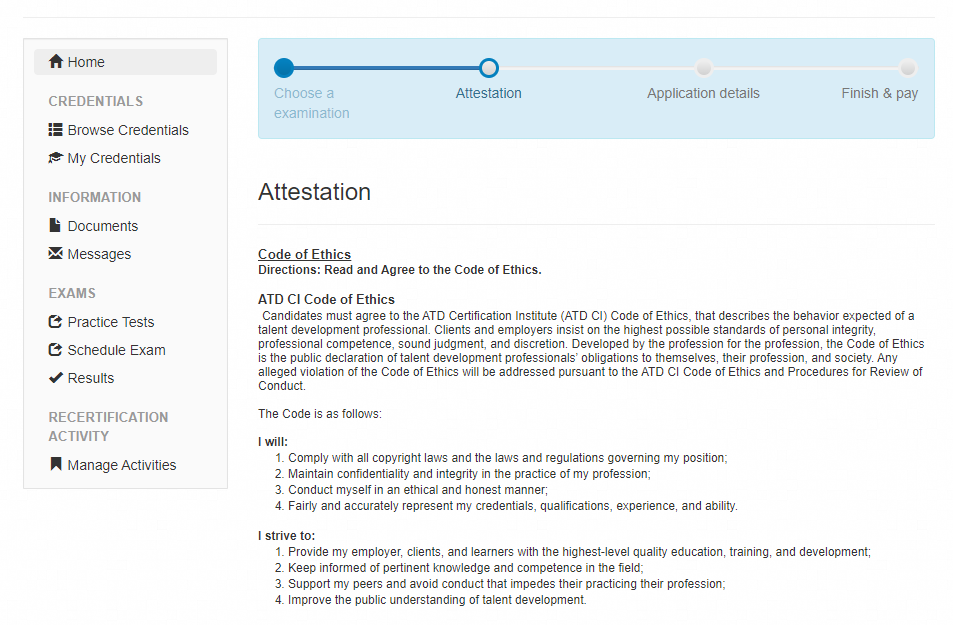 Home
CREDENTIALS
Browse Credentials
My Credentials
INFORMATION
Documents
Messages
EXAMS
Practice Tests
Schedule Exam
Results
RECERTIFICATION
ACTIVITY
Manage Activities
Choose a
examination
Attestation
Application details
Finish & pay
Attestation
Code of Ethics
Directions: Read and Agree to the Code of Ethics.
ATD CI Code of Ethics
Candidates must agree to the ATD Certification Institute (ATD CI) Code of Ethics, that describes the behavior expected of a
talent development professional. Clients and employers insist on the highest possible standards of personal integrity,
professional competence, sound judgment, and discretion. Developed by the profession for the profession, the Code of Ethics
is the public declaration of talent development professionals’ obligations to themselves, their profession, and society. Any
alleged violation of the Code of Ethics will be addressed pursuant to the ATD CI Code of Ethics and Procedures for Review of
Conduct.
The Code is as follows:
I will:
1. Comply with all copyright laws and the laws and regulations governing my position;
2. Maintain confidentiality and integrity in the practice of my profession;
3. Conduct myself in an ethical and honest manner;
4. Fairly and accurately represent my credentials, qualifications, experience, and ability.
I strive to:
1. Provide my employer, clients, and learners with the highest-level quality education, training, and development;
2. Keep informed of pertinent knowledge and competence in the field;
3. Support my peers and avoid conduct that impedes their practicing their profession;
4. Improve the public understanding of talent development.